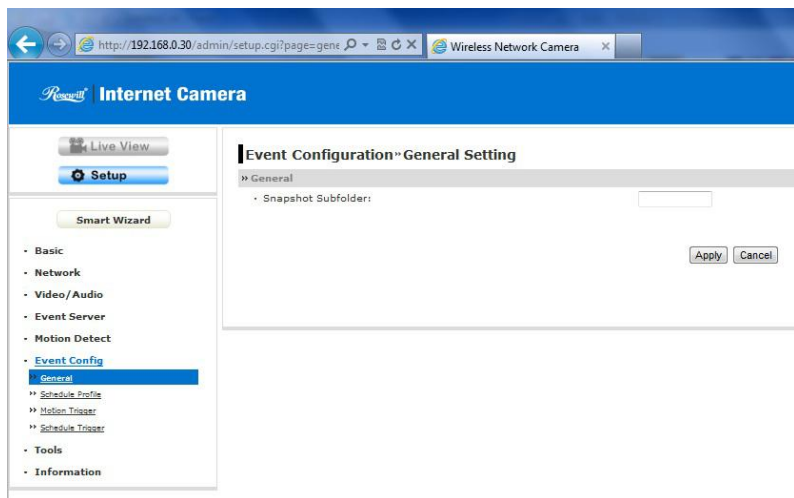 http://192.168.0.30/admin/setup.cgi?page=gene
Wireless Network Camera
Rosewill Internet Camera
Live View
Setup
Smart Wizard
· Basic
· Network
· Video/Audio
· Event Server
· Motion Detect
· Event Config
»General
» Schedule Profile
» Motion Trigger
» Schedule Trigger
· Tools
· Information
Event Configuration»General Setting
» General
· Snapshot Subfolder:
Apply Cancel